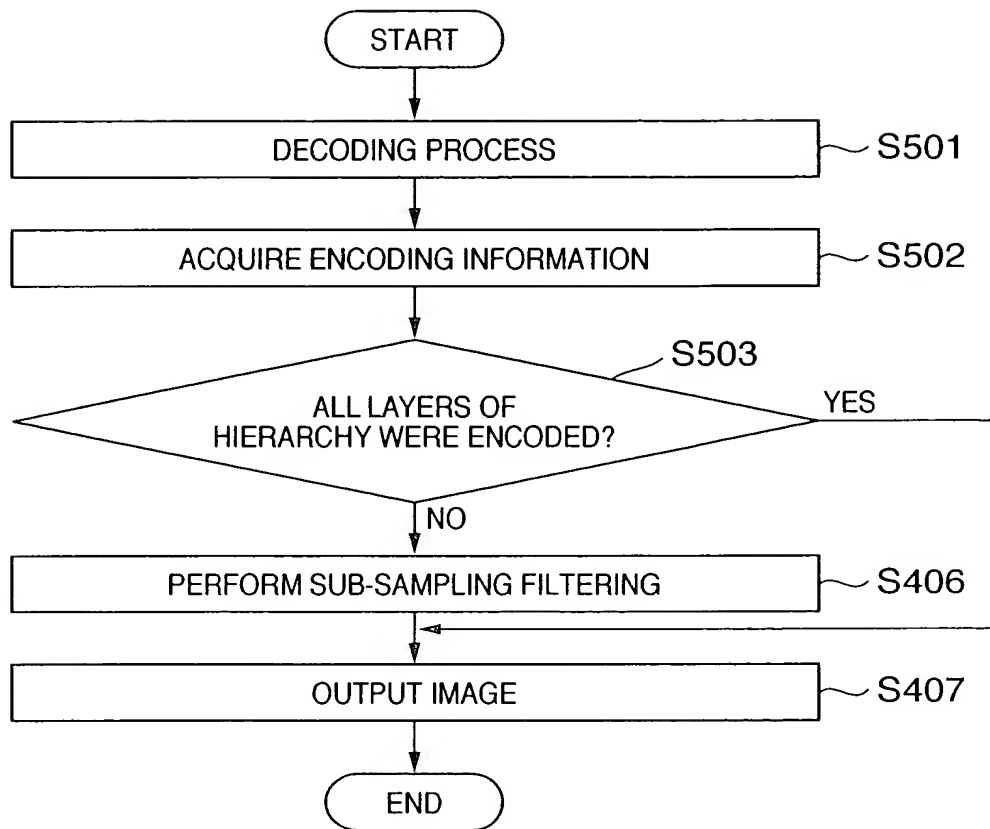 START
DECODING PROCESS
S501
ACQUIRE ENCODING INFORMATION
S502
S503
ALL LAYERS OF
HIERARCHY WERE ENCODED?
YES
NO
PERFORM SUB-SAMPLING FILTERING
S406
OUTPUT IMAGE
S407
END